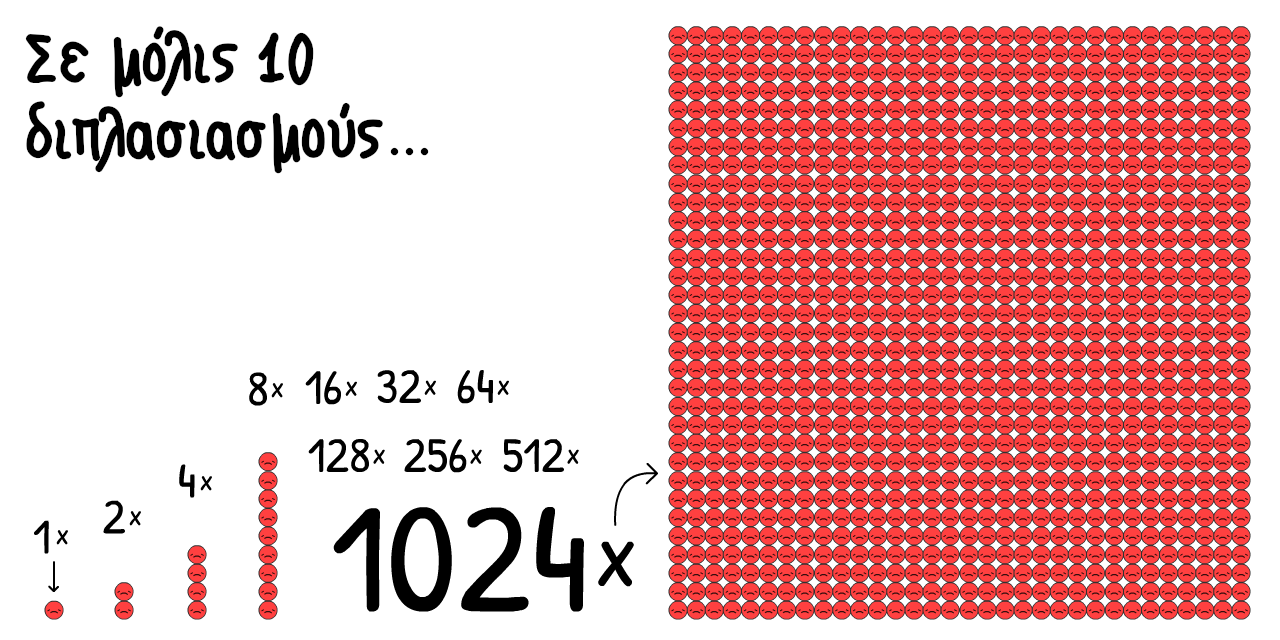 Σε μόλις 10
διπλασιασμούς...
8x 16x 32x 64x
128x 256x 512x
4x
2x
1x
1024x